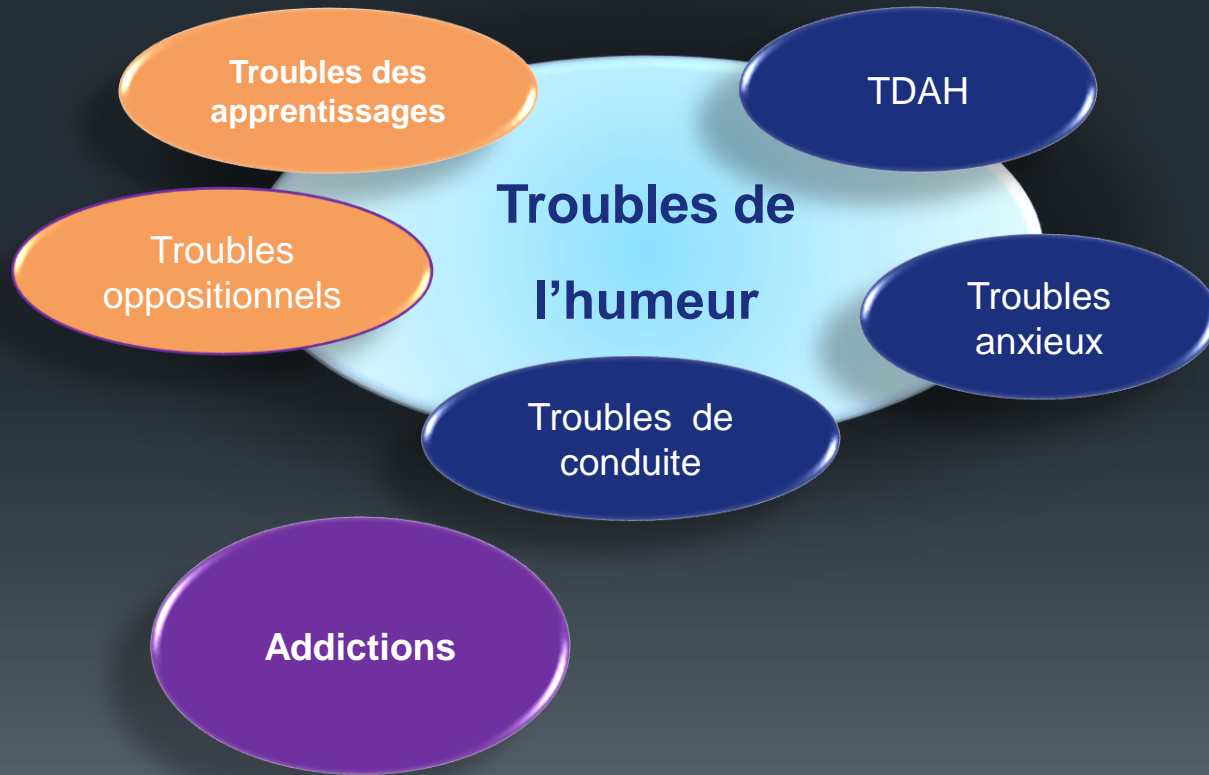 Troubles des
apprentissages
TDAH
Troubles de
l’humeur
Troubles
oppositionnels
Troubles
anxieux
Troubles de
conduite
Addictions